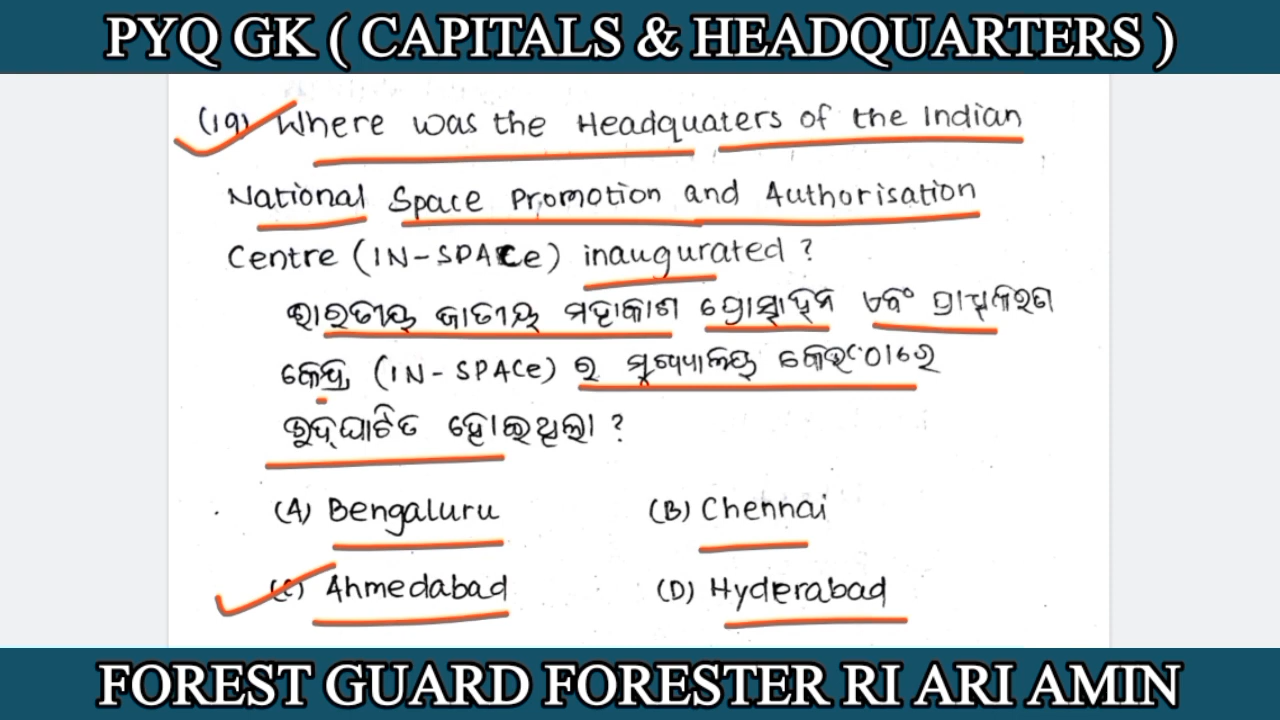 PYQ GK ( CAPITALS & HEADQUARTERS )
(19) Where was the Headquaters of the Indian
National Space Promotion and Authorisation
Centre (IN-SPACe) inaugurated ?
ଭାରତୀୟ ଜାତୀୟ ମହାକାଶ ପ୍ରୋତ୍ସାହନ ଏବଂ
କେନ୍ଦ୍ର (IN-SPACe) ର ମୁଖ୍ୟାଳୟ କେଉଁଠାରେ
ଉଦ୍‌ଘାଟିତ ହୋଇଥିଲା ?
(A) Bengaluru (B) Chennai
(C) Ahmedabad (D) Hyderabad
FOREST GUARD FORESTER RI ARI AMIN